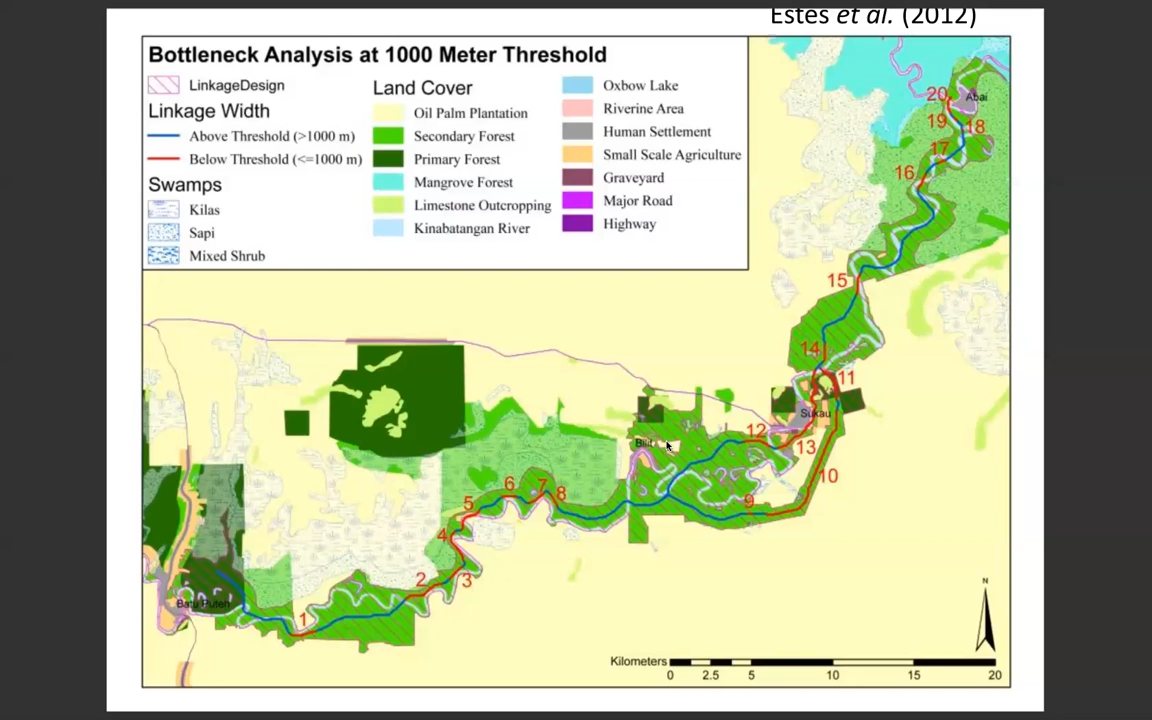 Estes et al. (2012)
Bottleneck Analysis at 1000 Meter Threshold
LinkageDesign
Linkage Width
Above Threshold (>1000 m)
Below Threshold (<=1000 m)
Swamps
Kilas
Sapi
Mixed Shrub
Land Cover
Oil Palm Plantation
Secondary Forest
Primary Forest
Mangrove Forest
Limestone Outcropping
Kinabatangan River
Oxbow Lake
Riverine Area
Human Settlement
Small Scale Agriculture
Graveyard
Major Road
Highway
20
Abai
19
18
17
16
15
14
11
Sukau
12
13
10
9
Bilit
6
7
8
5
4
2
3
1
Batu Puteh
N
Kilometers
0 2.5 5 10 15 20